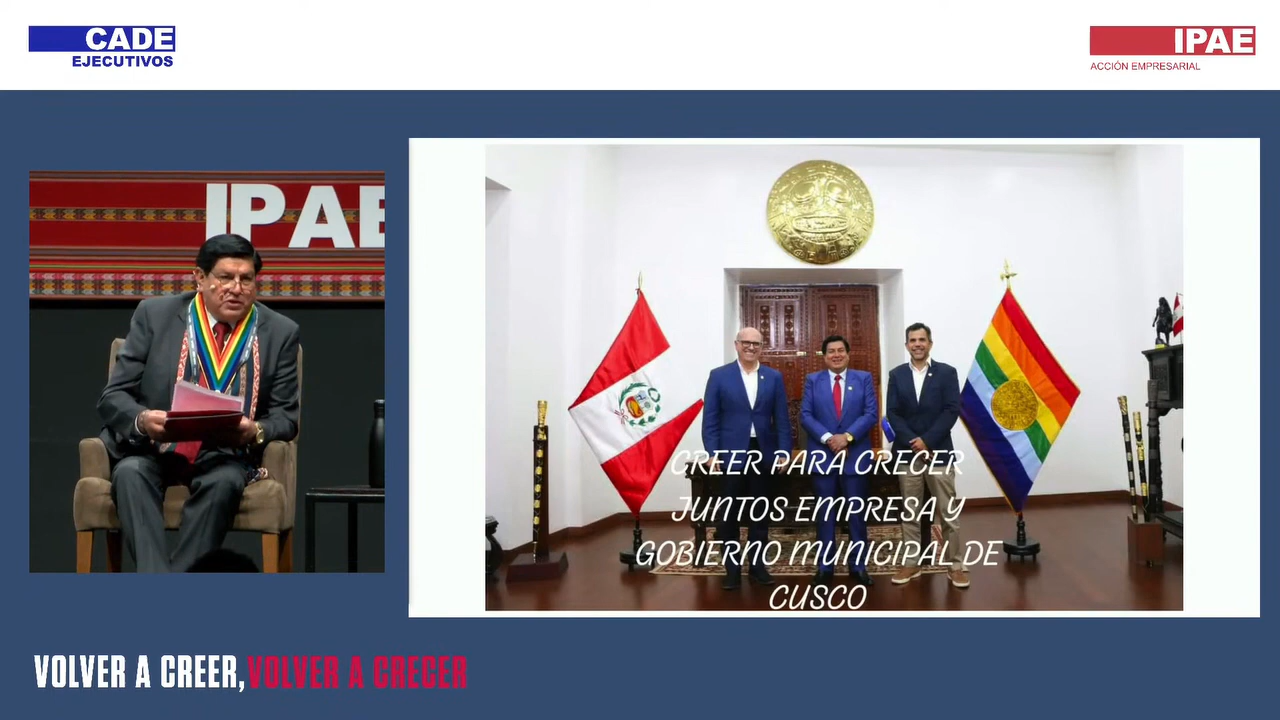 CADE
EJECUTIVOS
IPAE
ACCIÓN EMPRESARIAL
IPAE
CREER PARA CRECER
JUNTOS EMPRESA Y
GOBIERNO MUNICIPAL DE
CUSCO
VOLVER A CREER, VOLVER A CRECER